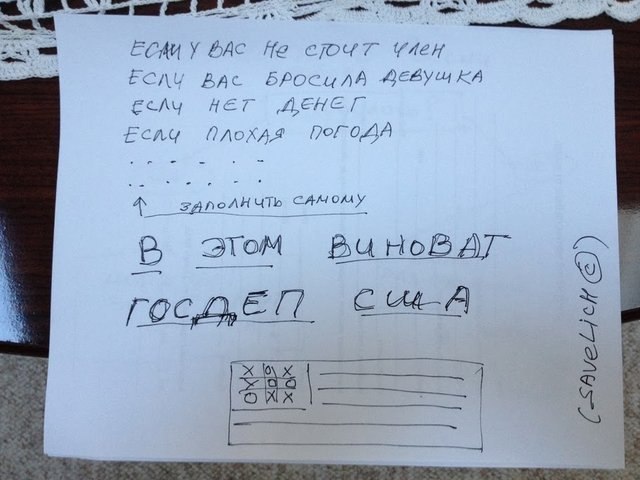 ЕСЛИ У ВАС НЕ СТОИТ ЧЛЕН
ЕСЛИ ВАС БРОСИЛА ДЕВУШКА
ЕСЛИ НЕТ ДЕНЕГ
ЕСЛИ ПЛОХАЯ ПОГОДА
. . . . . .
. . . . . .
↑ ЗАПОЛНИТЬ САМОМУ
В ЭТОМ ВИНОВАТ
ГОСДЕП США
X O X
X O O
O X X
(-SAVELICH ©)